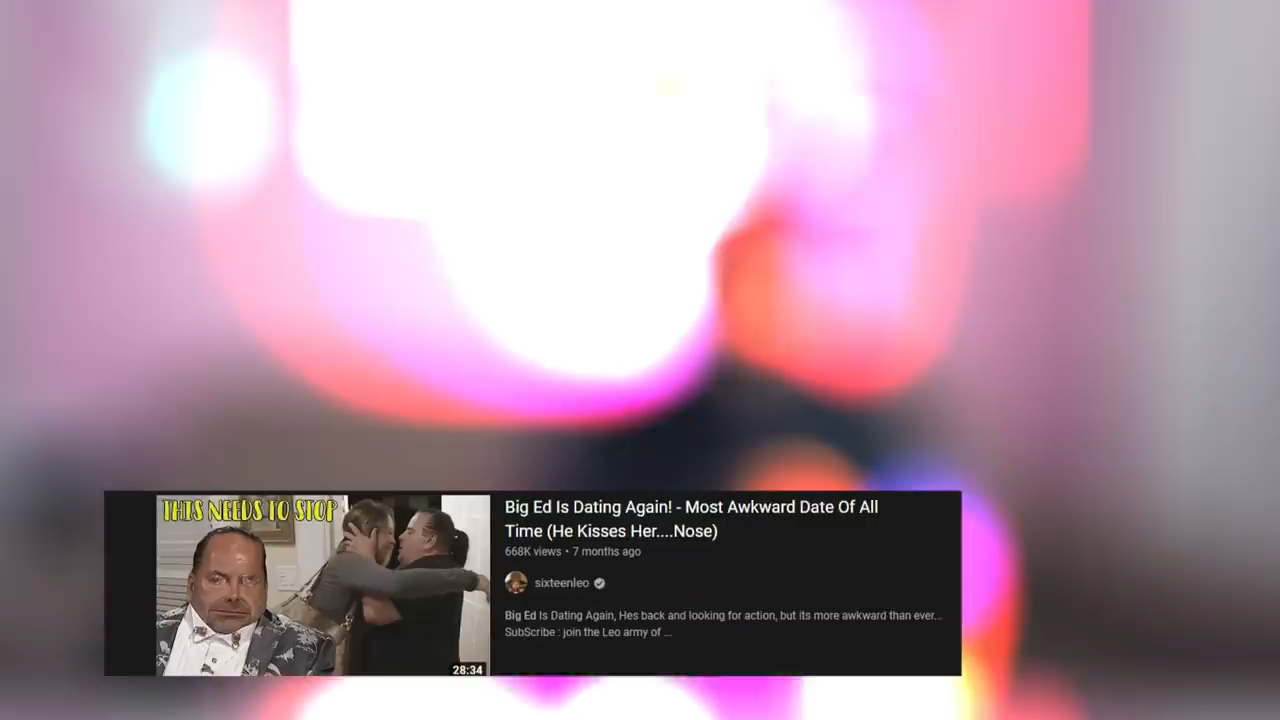 THIS NEEDS TO STOP
28:34
Big Ed Is Dating Again! - Most Awkward Date Of All
Time (He Kisses Her....Nose)
668K views • 7 months ago
sixteenleo
Big Ed Is Dating Again, Hes back and looking for action, but its more awkward than ever...
SubScribe : join the Leo army of ...